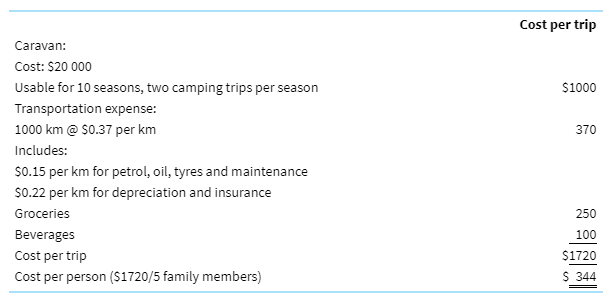 Cost per trip
Caravan:
Cost: $20 000
Usable for 10 seasons, two camping trips per season $1000
Transportation expense:
1000 km @ $0.37 per km 370
Includes:
$0.15 per km for petrol, oil, tyres and maintenance
$0.22 per km for depreciation and insurance
Groceries 250
Beverages 100
Cost per trip $1720
Cost per person ($1720/5 family members) $ 344